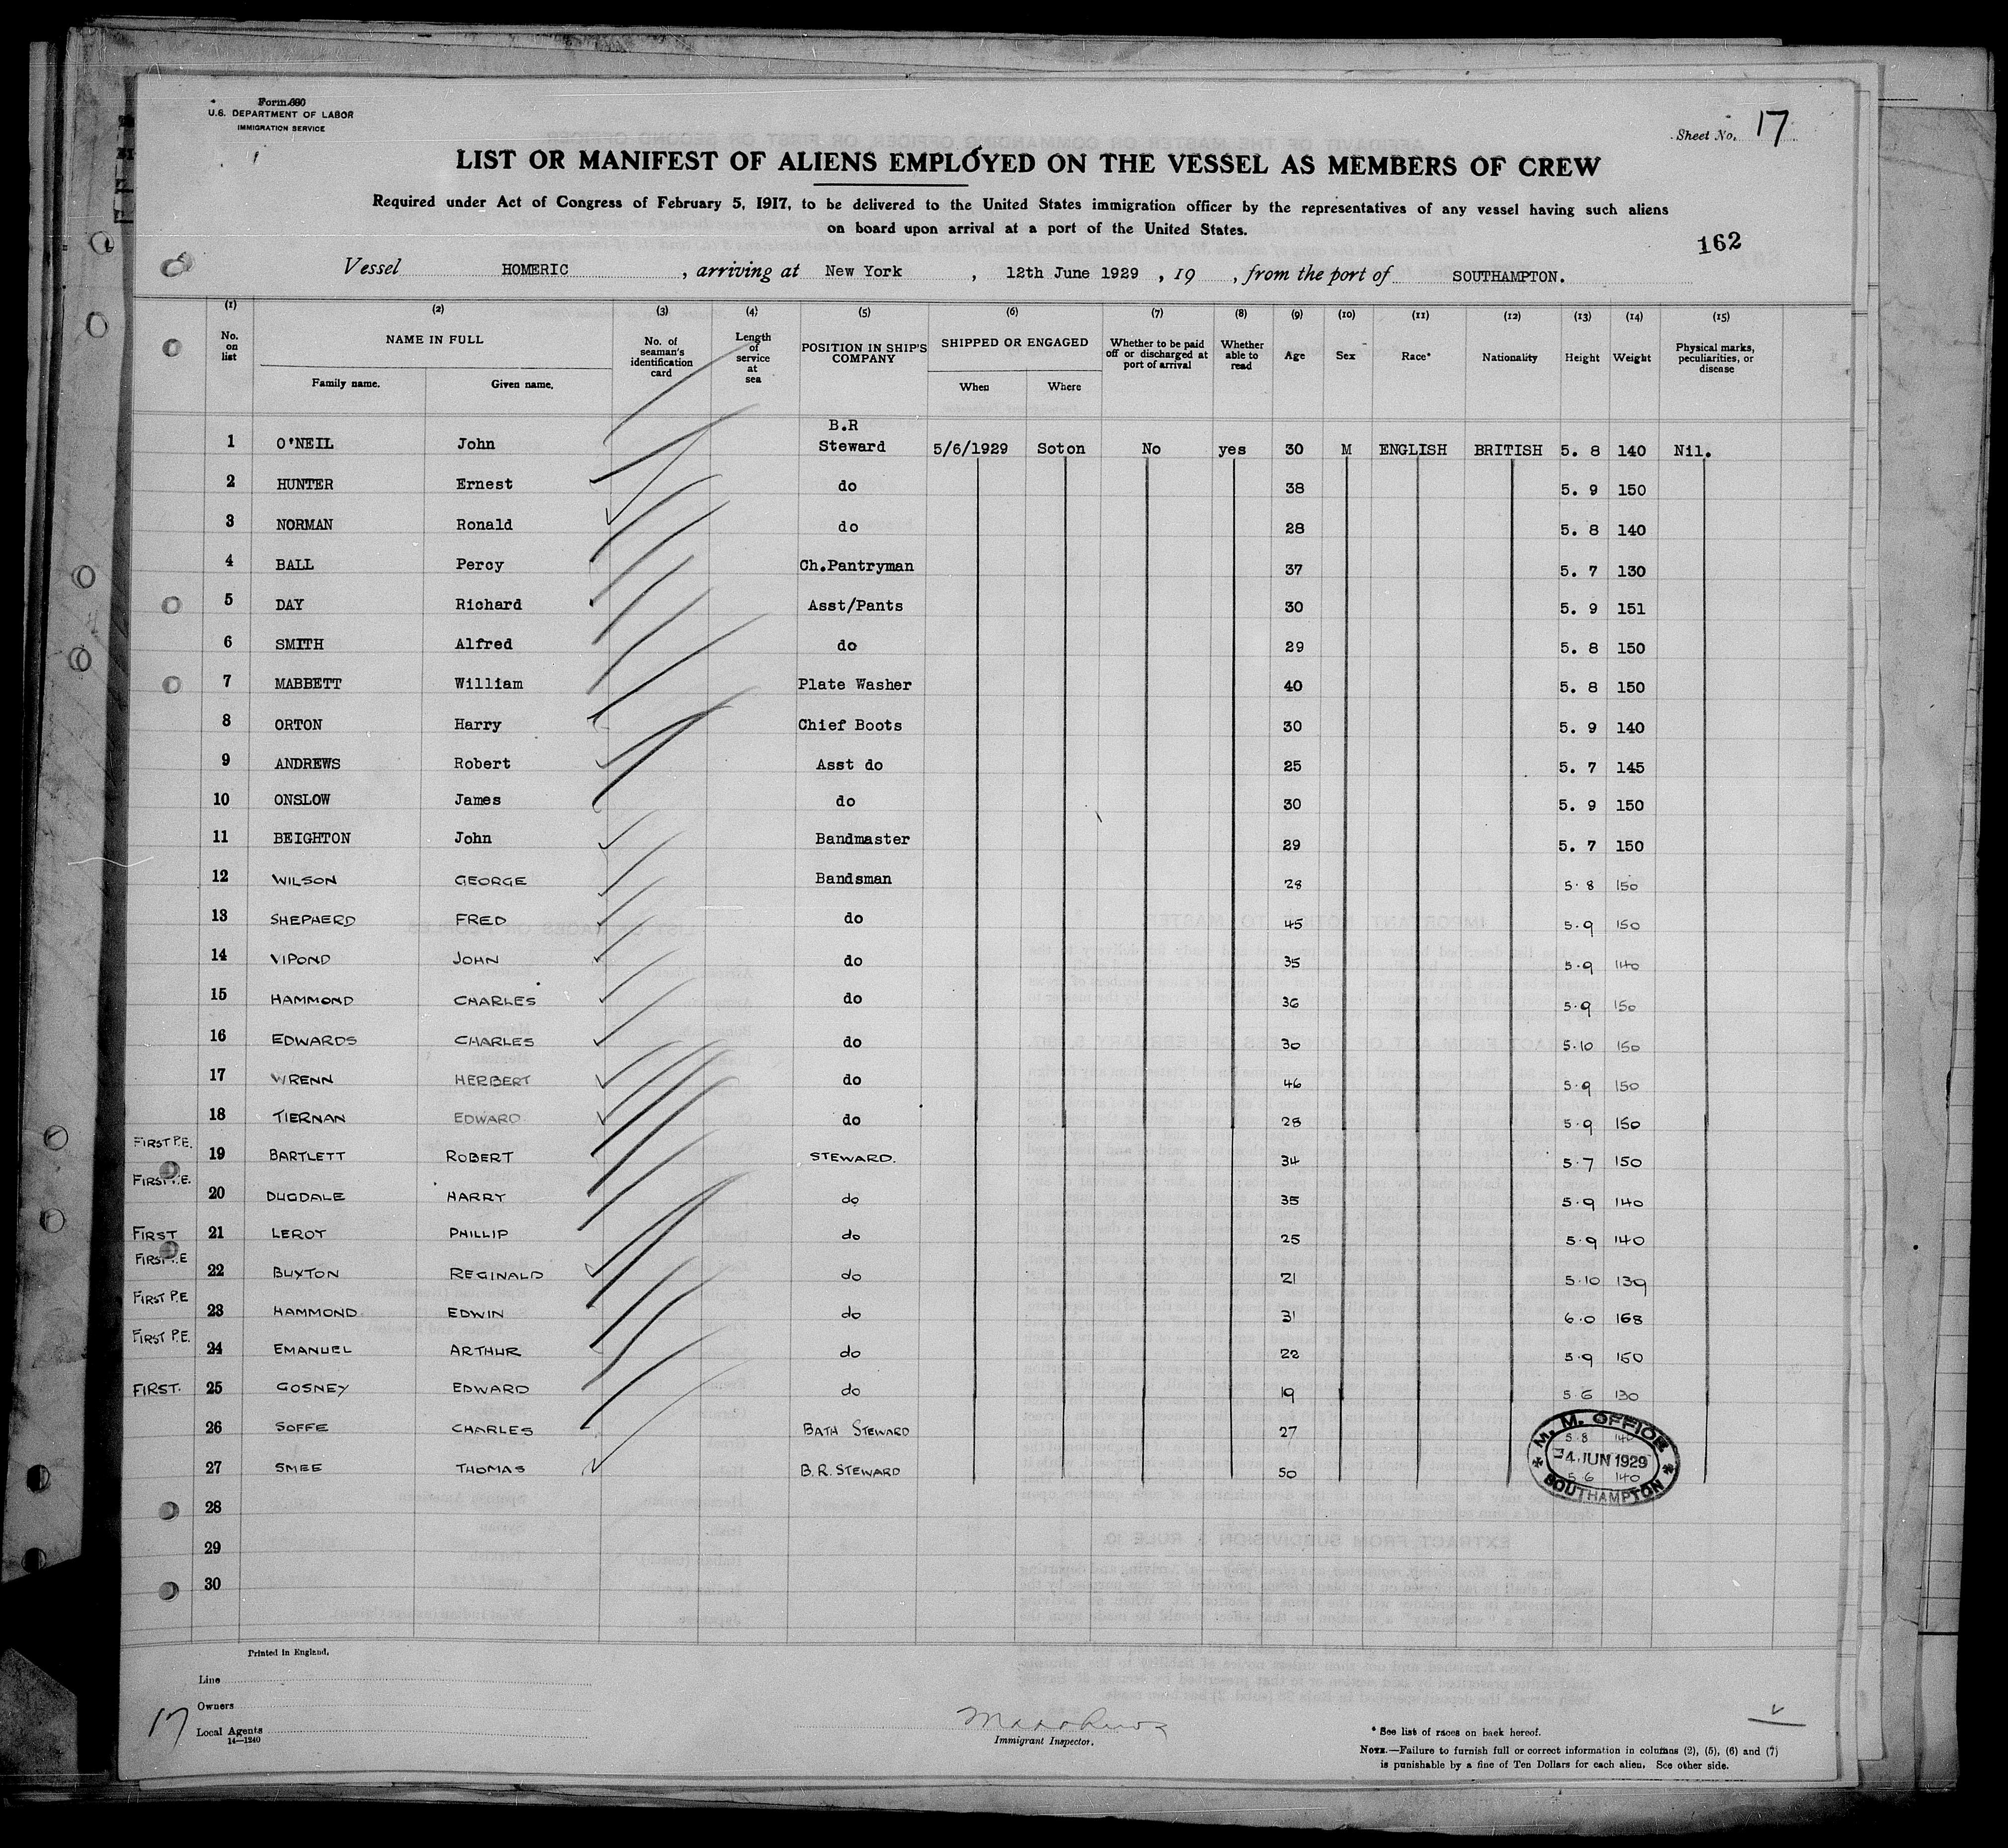 Form 680
U.S. DEPARTMENT OF LABOR
IMMIGRATION SERVICE
Sheet No. 17
LIST OR MANIFEST OF ALIENS EMPLOYED ON THE VESSEL AS MEMBERS OF CREW
Required under Act of Congress of February 5, 1917, to be delivered to the United States immigration officer by the representatives of any vessel having such aliens
on board upon arrival at a port of the United States.
162
Vessel HOMERIC, arriving at New York, 12th June 1929, 19, from the port of SOUTHAMPTON.
(1) (2) (3) (4) (5) (6) (7) (8) (9) (10) (11) (12) (13) (14) (15)
No. on list NAME IN FULL Family name. Given name. No. of seaman's identification card Length of service at sea POSITION IN SHIP'S COMPANY SHIPPED OR ENGAGED When Where Whether to be paid off or discharged at port of arrival Whether able to read Age Sex Race* Nationality Height Weight Physical marks, peculiarities, or disease
B.R
1 O'NEIL John Steward 5/6/1929 Soton No yes 30 M ENGLISH BRITISH 5. 8 140 Nil.
2 HUNTER Ernest do 38 5. 9 150
3 NORMAN Ronald do 28 5. 8 140
4 BALL Percy Ch.Pantryman 37 5. 7 130
5 DAY Richard Asst/Pants 30 5. 9 151
6 SMITH Alfred do 29 5. 8 150
7 MABBETT William Plate Washer 40 5. 8 150
8 ORTON Harry Chief Boots 30 5. 9 140
9 ANDREWS Robert Asst do 25 5. 7 145
10 ONSLOW James do 30 5. 9 150
11 BEIGHTON John Bandmaster 29 5. 7 150
12 WILSON GEORGE Bandsman 28 5.8 150
13 SHEPHERD FRED do 45 5.9 150
14 VIPOND JOHN do 35 5.9 140
15 HAMMOND CHARLES do 36 5.9 150
16 EDWARDS CHARLES do 30 5.10 150
17 WRENN HERBERT do 46 5.9 150
18 TIERNAN EDWARD do 28 5.9 150
FIRST P.E. 19 BARTLETT ROBERT STEWARD. 34 5.7 150
FIRST P.E. 20 DUGDALE HARRY do 35 5.9 140
FIRST 21 LEROT PHILLIP do 25 5.9 140
FIRST P.E 22 BUXTON REGINALD do 21 5.10 139
FIRST P.E 23 HAMMOND EDWIN do 31 6.0 168
FIRST P.E. 24 EMANUEL ARTHUR do 22 5.9 150
FIRST. 25 GOSNEY EDWARD do 19 5.6 130
26 SOFFE CHARLES BATH STEWARD 27 5.8 140
27 SMEE THOMAS B.R. STEWARD 50 5.6 140
M. M. OFFICE
4 JUN 1929
SOUTHAMPTON
28
29
30
Printed in England.
Line
Owners
Local Agents
14—1240
17
Immigrant Inspector.
* See list of races on back hereof.
NOTE.—Failure to furnish full or correct information in columns (2), (5), (6) and (7)
is punishable by a fine of Ten Dollars for each alien. See other side.